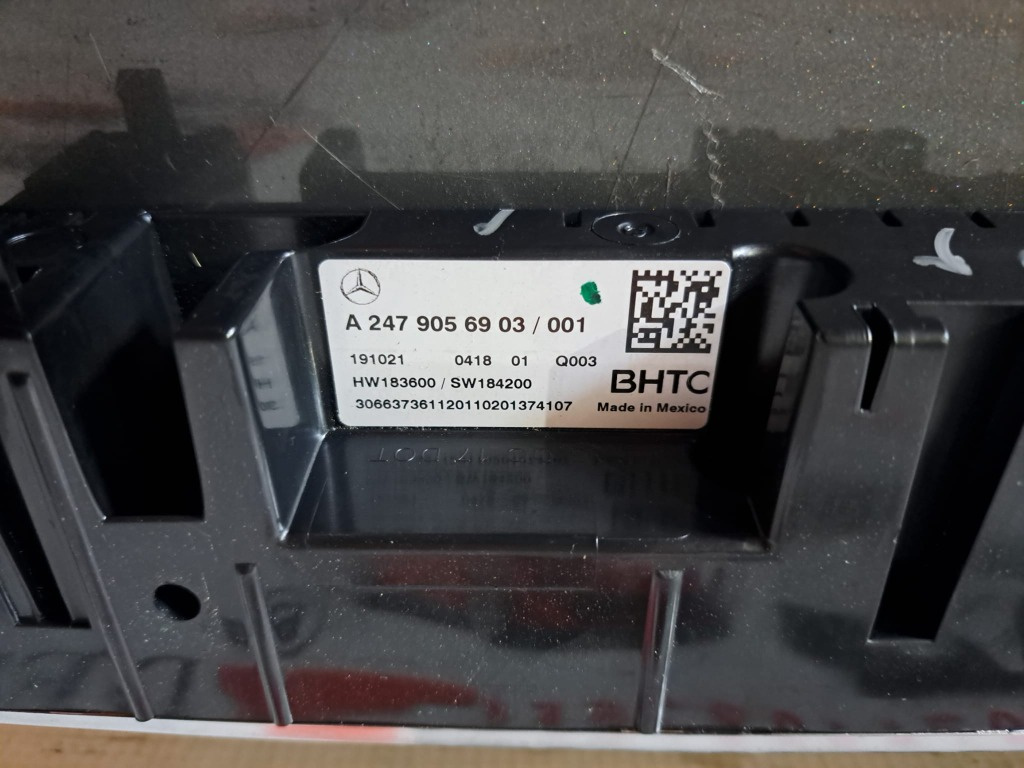 A 247 905 69 03 / 001
191021 0418 01 Q003
HW183600 / SW184200
BHTC
306637361120110201374107
Made in Mexico